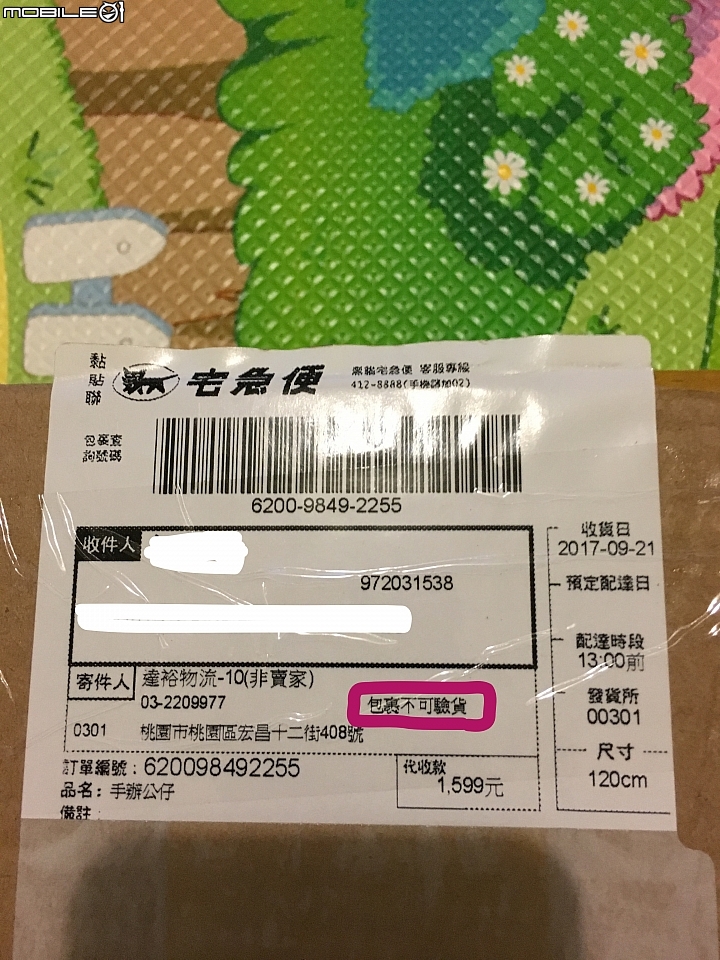 MOBILE01
黏貼聯
宅急便
黑貓宅急便 客服專線
412-8888(手機請加02)
包裹查詢號碼
6200-9849-2255
收件人
972031538
寄件人
達裕物流-10(非賣家)
03-2209977
包裹不可驗貨
0301
桃園市桃園區宏昌十二街408號
訂單編號：620098492255
品名：手辦公仔
備註：
代收款
1,599元
收貨日
2017-09-21
預定配達日
配達時段
13:00前
發貨所
00301
尺寸
120cm